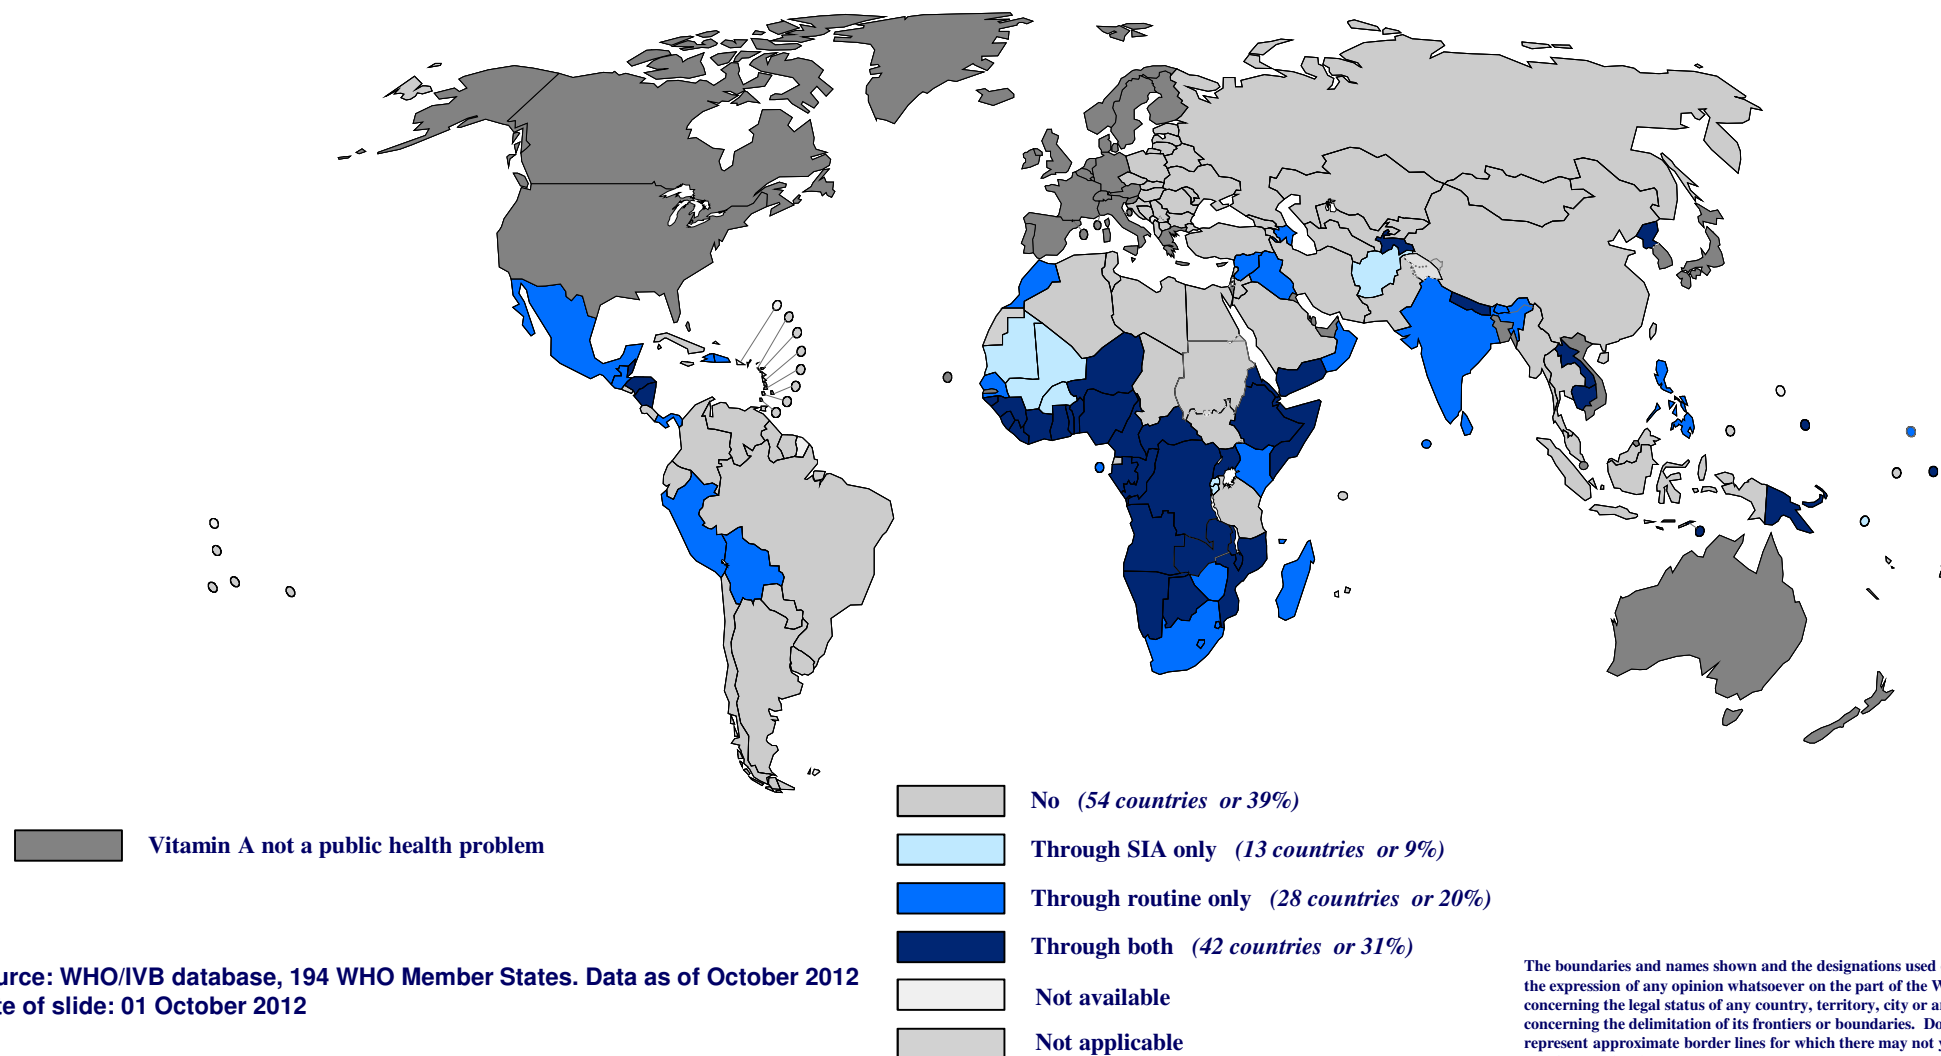 No (54 countries or 39%)
Vitamin A not a public health problem
Through SIA only (13 countries or 9%)
Through routine only (28 countries or 20%)
Through both (42 countries or 31%)
Not available
Not applicable
urce: WHO/IVB database, 194 WHO Member States. Data as of October 2012
te of slide: 01 October 2012
The boundaries and names shown and the designations used
the expression of any opinion whatsoever on the part of the W
concerning the legal status of any country, territory, city or a
concerning the delimitation of its frontiers or boundaries. Do
represent approximate border lines for which there may not y